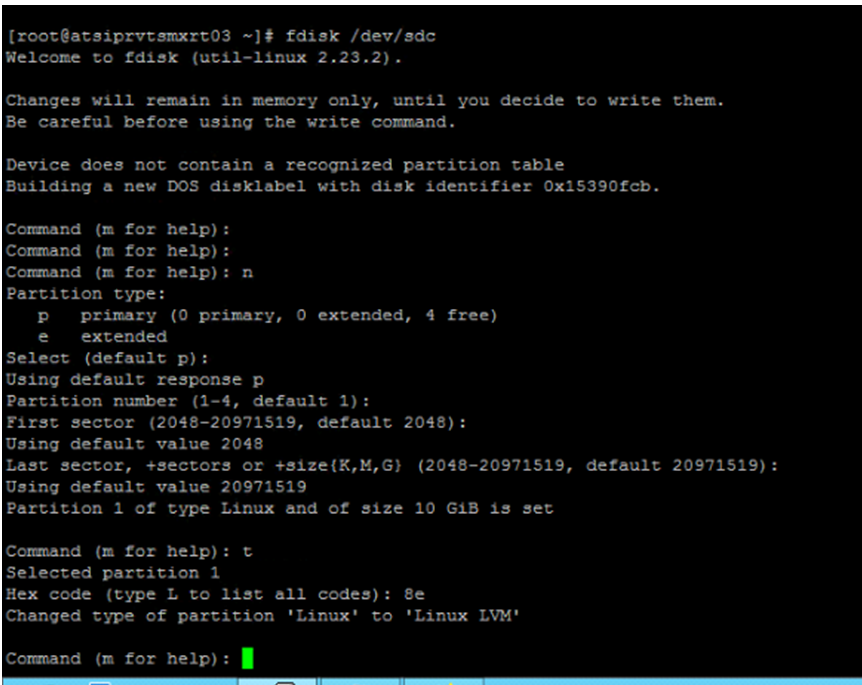 [root@atsiprvtsmxrt03 ~]# fdisk /dev/sdc
Welcome to fdisk (util-linux 2.23.2).
Changes will remain in memory only, until you decide to write them.
Be careful before using the write command.
Device does not contain a recognized partition table
Building a new DOS disklabel with disk identifier 0x15390fcb.
Command (m for help):
Command (m for help):
Command (m for help): n
Partition type:
   p   primary (0 primary, 0 extended, 4 free)
   e   extended
Select (default p):
Using default response p
Partition number (1-4, default 1):
First sector (2048-20971519, default 2048):
Using default value 2048
Last sector, +sectors or +size{K,M,G} (2048-20971519, default 20971519):
Using default value 20971519
Partition 1 of type Linux and of size 10 GiB is set
Command (m for help): t
Selected partition 1
Hex code (type L to list all codes): 8e
Changed type of partition 'Linux' to 'Linux LVM'
Command (m for help):